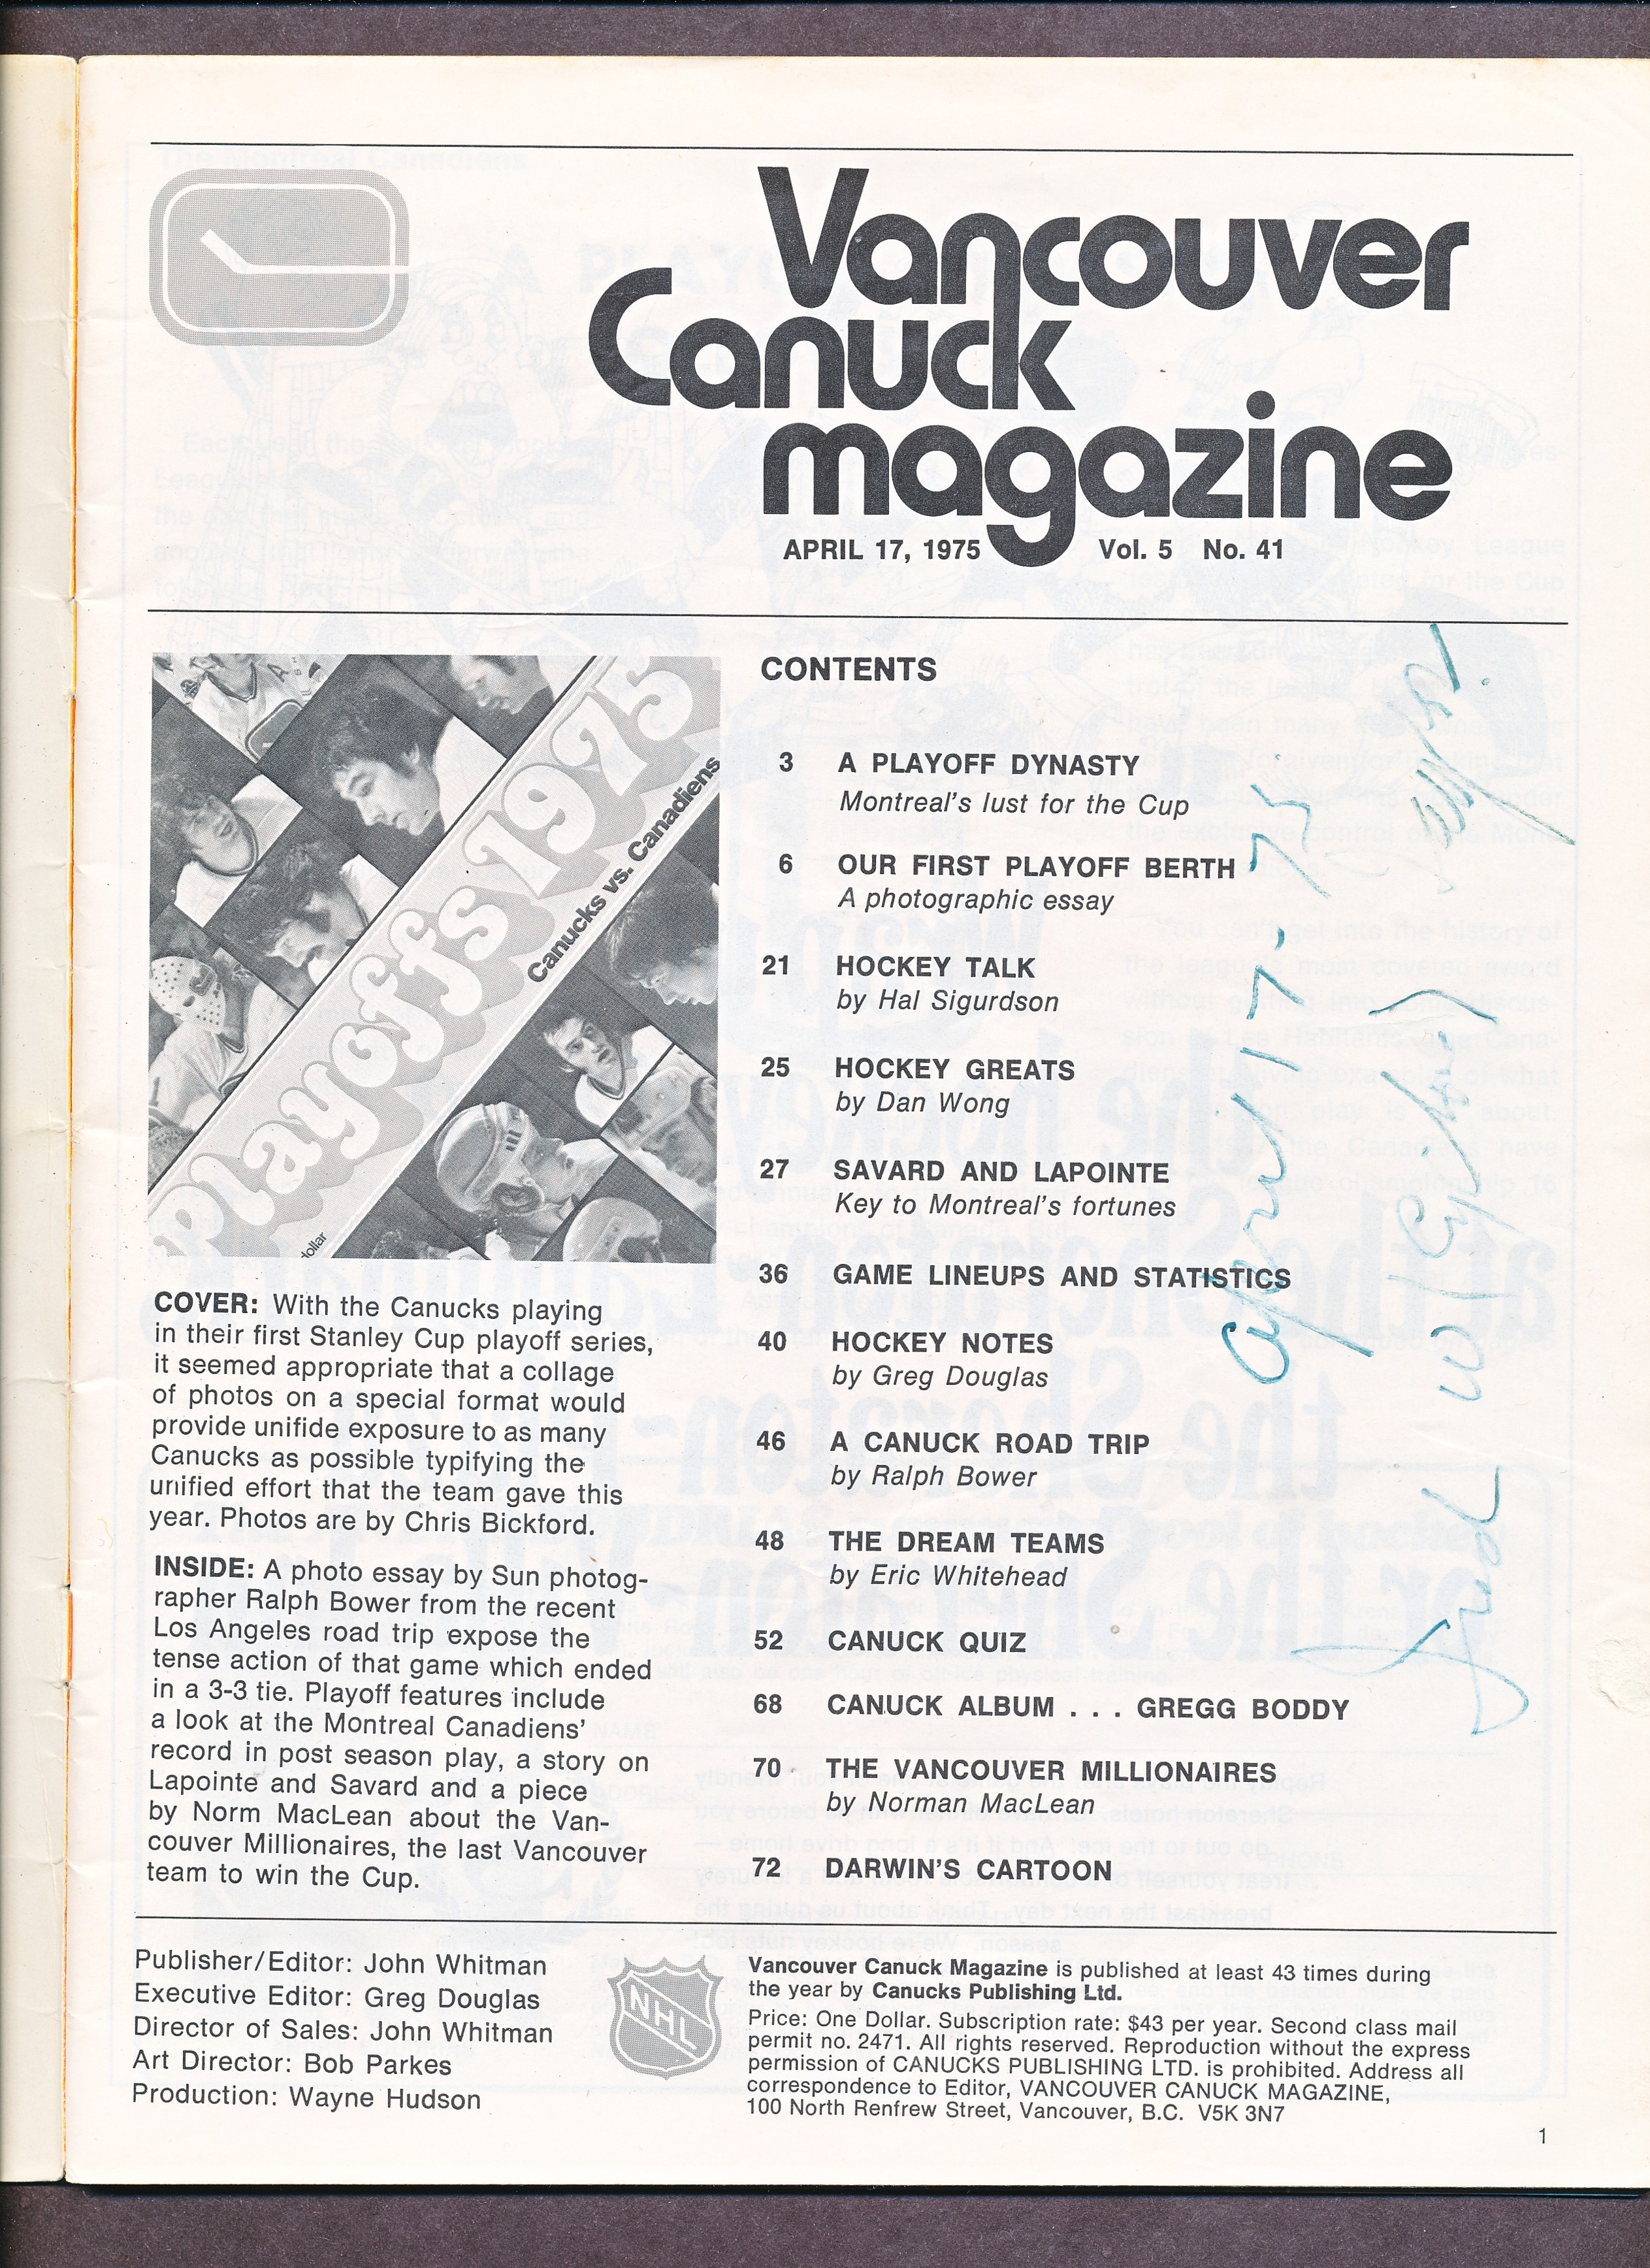 Vancouver
Canuck
magazine
APRIL 17, 1975 Vol. 5 No. 41
Playoffs 1975
Canucks vs. Canadiens
dollar
COVER: With the Canucks playing
in their first Stanley Cup playoff series,
it seemed appropriate that a collage
of photos on a special format would
provide unifide exposure to as many
Canucks as possible typifying the
unified effort that the team gave this
year. Photos are by Chris Bickford.
INSIDE: A photo essay by Sun photog-
rapher Ralph Bower from the recent
Los Angeles road trip expose the
tense action of that game which ended
in a 3-3 tie. Playoff features include
a look at the Montreal Canadiens'
record in post season play, a story on
Lapointe and Savard and a piece
by Norm MacLean about the Van-
couver Millionaires, the last Vancouver
team to win the Cup.
CONTENTS
3 A PLAYOFF DYNASTY
Montreal's lust for the Cup
6 OUR FIRST PLAYOFF BERTH
A photographic essay
21 HOCKEY TALK
by Hal Sigurdson
25 HOCKEY GREATS
by Dan Wong
27 SAVARD AND LAPOINTE
Key to Montreal's fortunes
36 GAME LINEUPS AND STATISTICS
40 HOCKEY NOTES
by Greg Douglas
46 A CANUCK ROAD TRIP
by Ralph Bower
48 THE DREAM TEAMS
by Eric Whitehead
52 CANUCK QUIZ
68 CANUCK ALBUM . . . GREGG BODDY
70 THE VANCOUVER MILLIONAIRES
by Norman MacLean
72 DARWIN'S CARTOON
April 17-75
Publisher/Editor: John Whitman
Executive Editor: Greg Douglas
Director of Sales: John Whitman
Art Director: Bob Parkes
Production: Wayne Hudson
NHL
Vancouver Canuck Magazine is published at least 43 times during
the year by Canucks Publishing Ltd.
Price: One Dollar. Subscription rate: $43 per year. Second class mail
permit no. 2471. All rights reserved. Reproduction without the express
permission of CANUCKS PUBLISHING LTD. is prohibited. Address all
correspondence to Editor, VANCOUVER CANUCK MAGAZINE,
100 North Renfrew Street, Vancouver, B.C. V5K 3N7
1